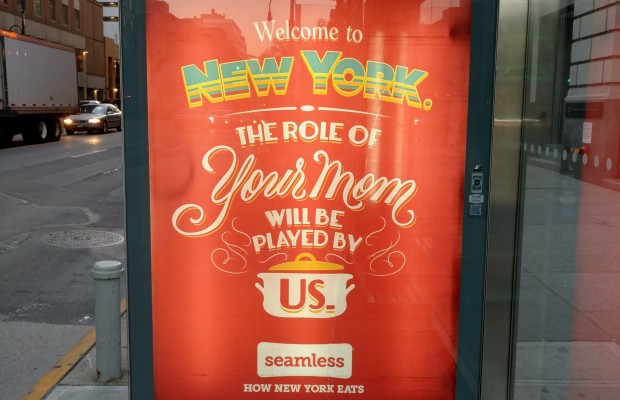 Welcome to
NEW YORK.
THE ROLE OF
Your Mom
WILL BE
PLAYED BY
US.
seamless
HOW NEW YORK EATS